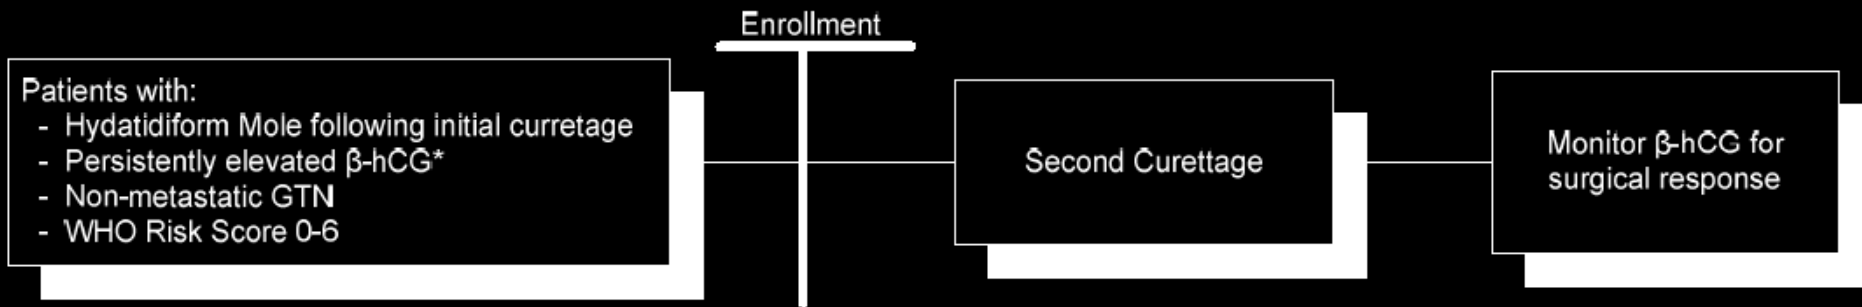 Enrollment
Patients with:
- Hydatidiform Mole following initial curretage
- Persistently elevated β-hCG*
- Non-metastatic GTN
- WHO Risk Score 0-6
Second Curettage
Monitor β-hCG for
surgical response